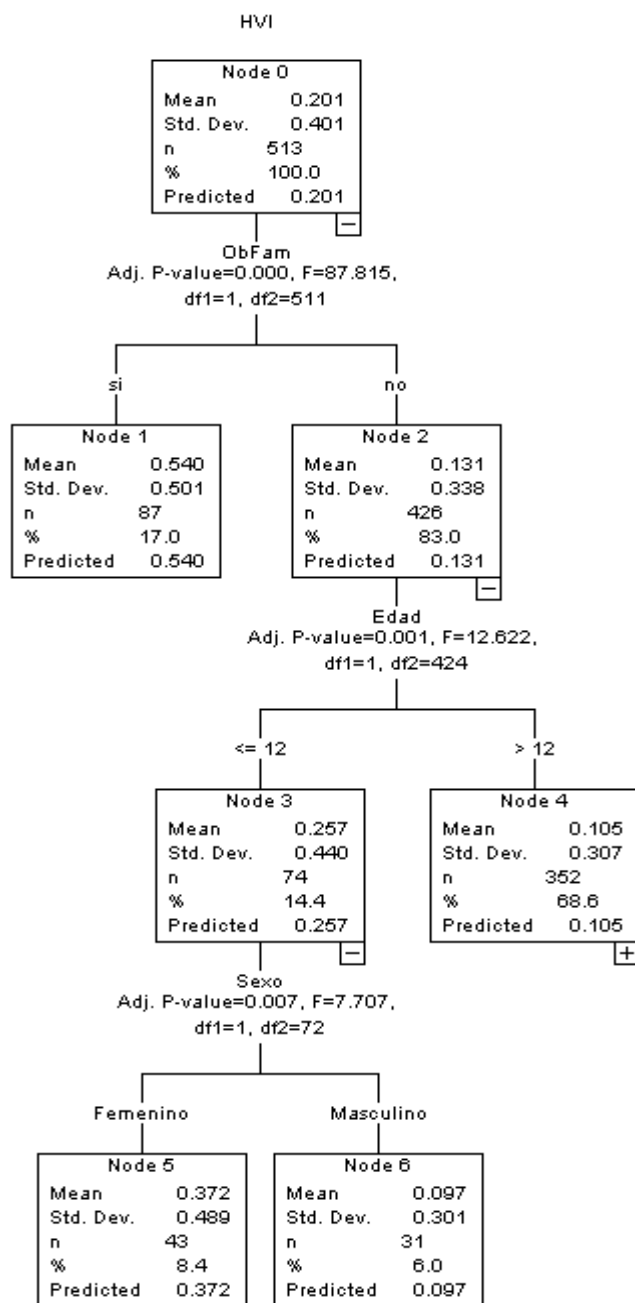 HVI
Node 0
Mean 0.201
Std. Dev. 0.401
n 513
% 100.0
Predicted 0.201
ObFam
Adj. P-value=0.000, F=87.815,
df1=1, df2=511
si
no
Node 1
Mean 0.540
Std. Dev. 0.501
n 87
% 17.0
Predicted 0.540
Node 2
Mean 0.131
Std. Dev. 0.338
n 426
% 83.0
Predicted 0.131
Edad
Adj. P-value=0.001, F=12.622,
df1=1, df2=424
<= 12
> 12
Node 3
Mean 0.257
Std. Dev. 0.440
n 74
% 14.4
Predicted 0.257
Node 4
Mean 0.105
Std. Dev. 0.307
n 352
% 68.6
Predicted 0.105
Sexo
Adj. P-value=0.007, F=7.707,
df1=1, df2=72
Femenino
Masculino
Node 5
Mean 0.372
Std. Dev. 0.489
n 43
% 8.4
Predicted 0.372
Node 6
Mean 0.097
Std. Dev. 0.301
n 31
% 6.0
Predicted 0.097